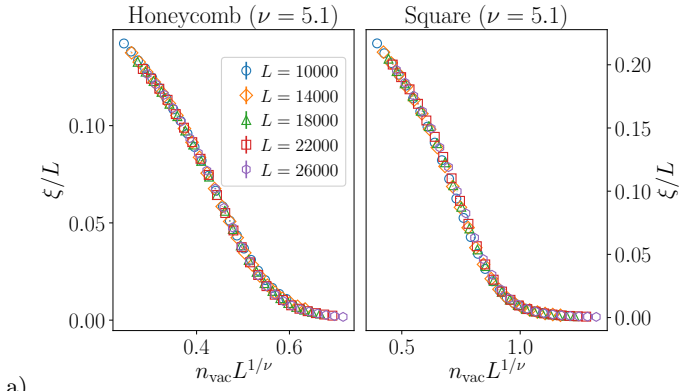 Honeycomb (ν = 5.1) Square (ν = 5.1)
ξ/L
0.10
0.05
0.00
L = 10000
L = 14000
L = 18000
L = 22000
L = 26000
0.4 0.6
n_vac L^{1/ν}
0.5 1.0
n_vac L^{1/ν}
0.20
0.15
0.10
0.05
0.00
ξ/L
a)